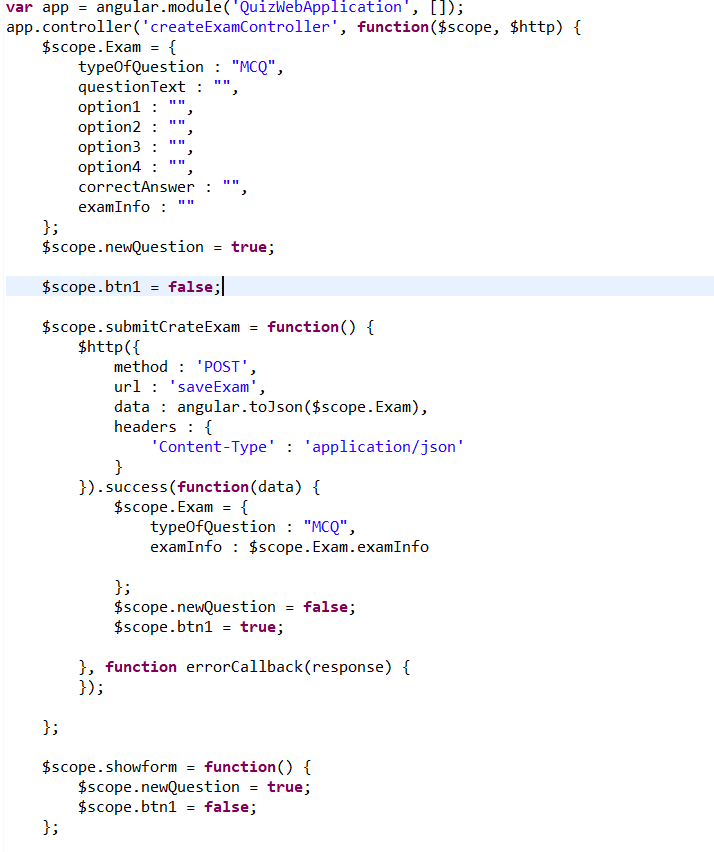 var app = angular.module('QuizWebApplication', []);
app.controller('createExamController', function($scope, $http) {
    $scope.Exam = {
        typeOfQuestion : "MCQ",
        questionText : "",
        option1 : "",
        option2 : "",
        option3 : "",
        option4 : "",
        correctAnswer : "",
        examInfo : ""
    };
    $scope.newQuestion = true;

    $scope.btn1 = false;

    $scope.submitCrateExam = function() {
        $http({
            method : 'POST',
            url : 'saveExam',
            data : angular.toJson($scope.Exam),
            headers : {
                'Content-Type' : 'application/json'
            }
        }).success(function(data) {
            $scope.Exam = {
                typeOfQuestion : "MCQ",
                examInfo : $scope.Exam.examInfo

            };
            $scope.newQuestion = false;
            $scope.btn1 = true;

        }, function errorCallback(response) {
        });

    };

    $scope.showform = function() {
        $scope.newQuestion = true;
        $scope.btn1 = false;
    };